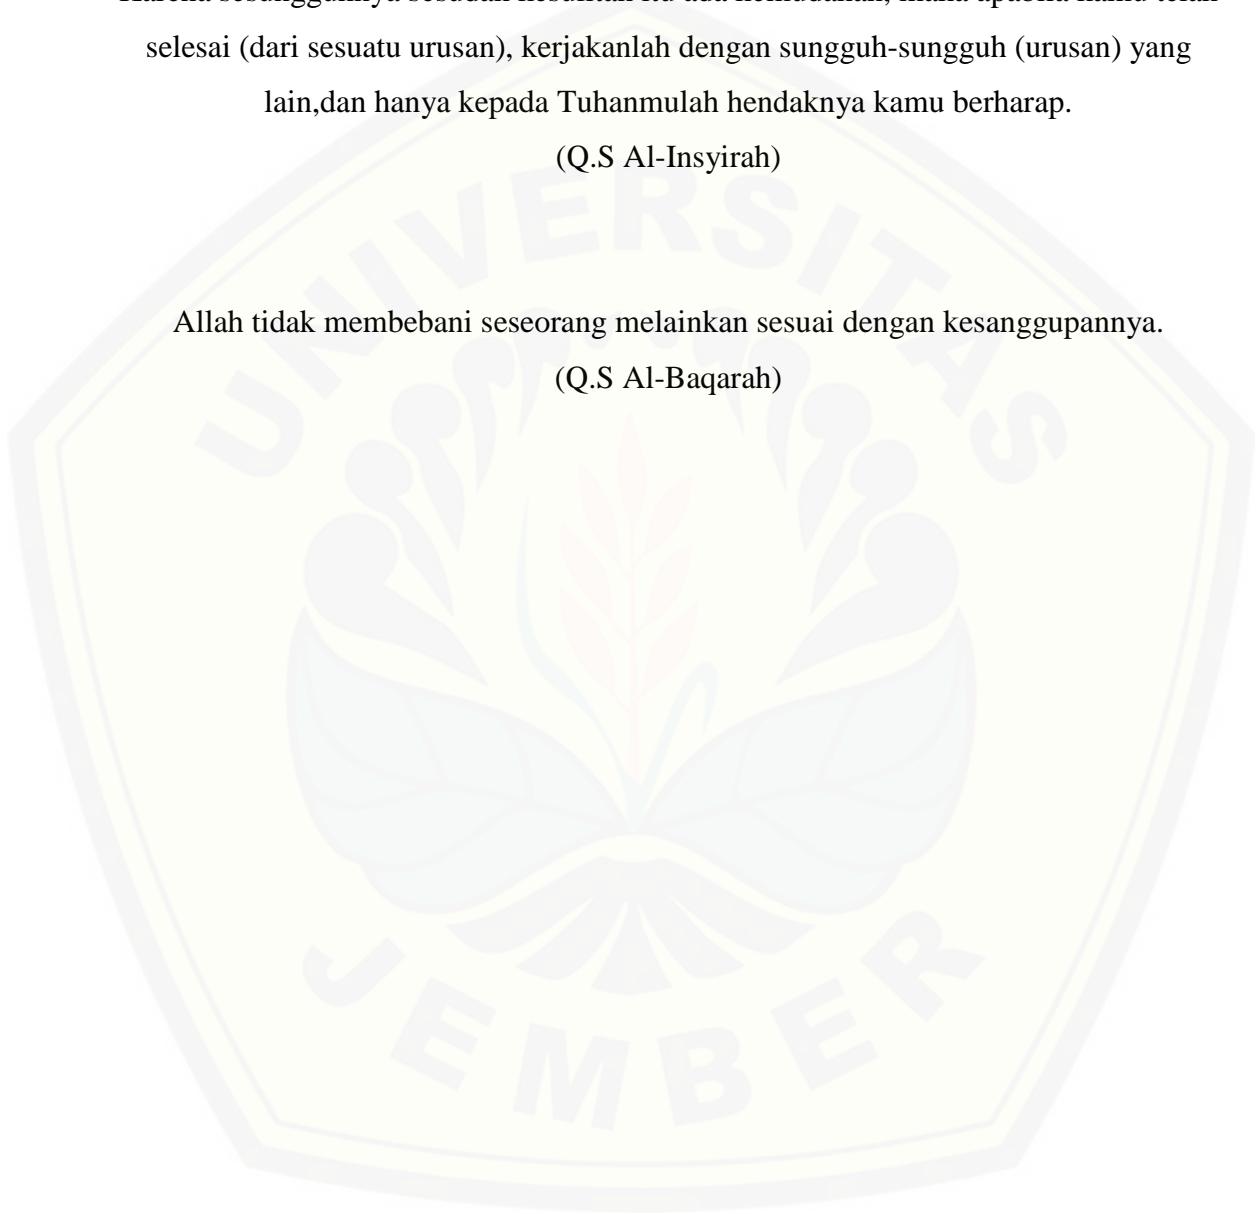 selesai (dari sesuatu urusan), kerjakanlah dengan sungguh-sungguh (urusan) yang
lain,dan hanya kepada Tuhanmulah hendaknya kamu berharap.
(Q.S Al-Insyirah)
Allah tidak membebani seseorang melainkan sesuai dengan kesanggupannya.
(Q.S Al-Baqarah)
UNIVERSITAS
JEMBER